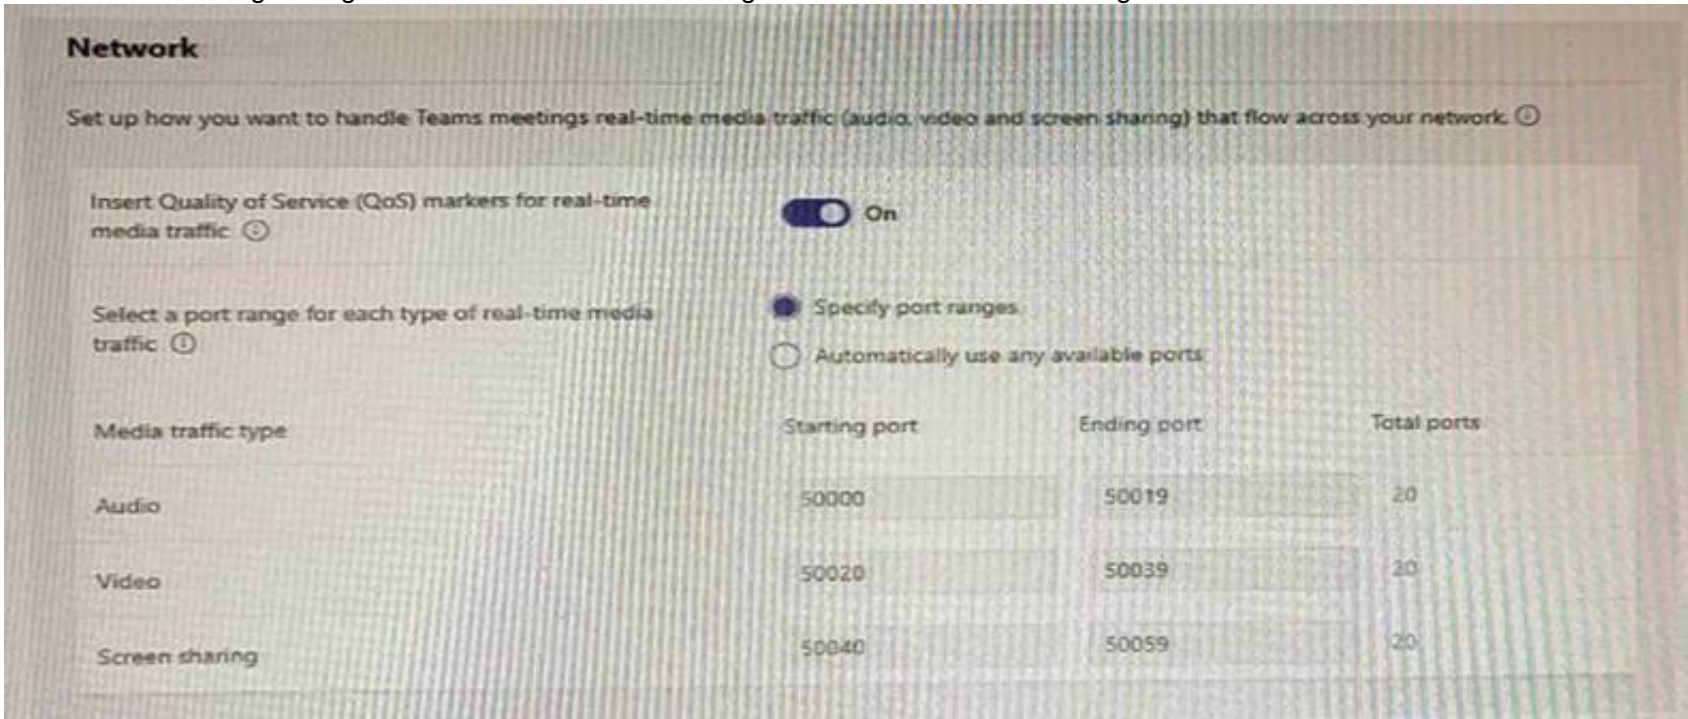 Network
Set up how you want to handle Teams meetings real-time media traffic (audio, video and screen sharing) that flow across your network.
Insert Quality of Service (QoS) markers for real-time
media traffic
On
Select a port range for each type of real-time media
traffic
Specify port ranges
Automatically use any available ports
Media traffic type Starting port Ending port Total ports
Audio 50000 50019 20
Video 50020 50039 20
Screen sharing 50040 50059 20